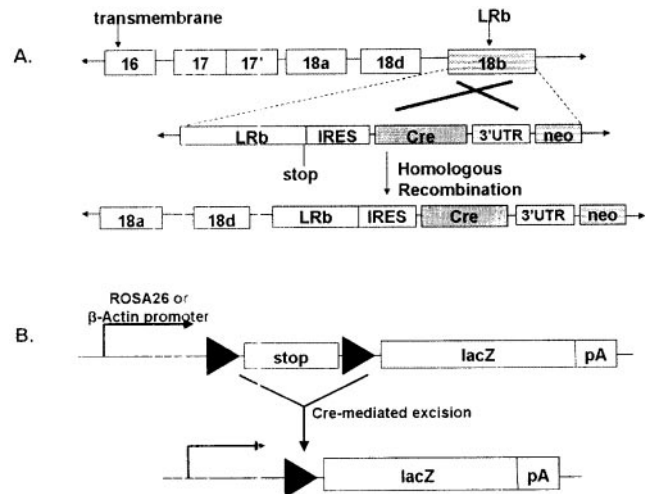 A.
transmembrane
LRb
16 17 17' 18a 18d 18b
LRb IRES Cre 3'UTR neo
stop
Homologous
Recombination
18a 18d LRb IRES Cre 3'UTR neo
B.
ROSA26 or
β-Actin promoter
stop lacZ pA
Cre-mediated excision
lacZ pA